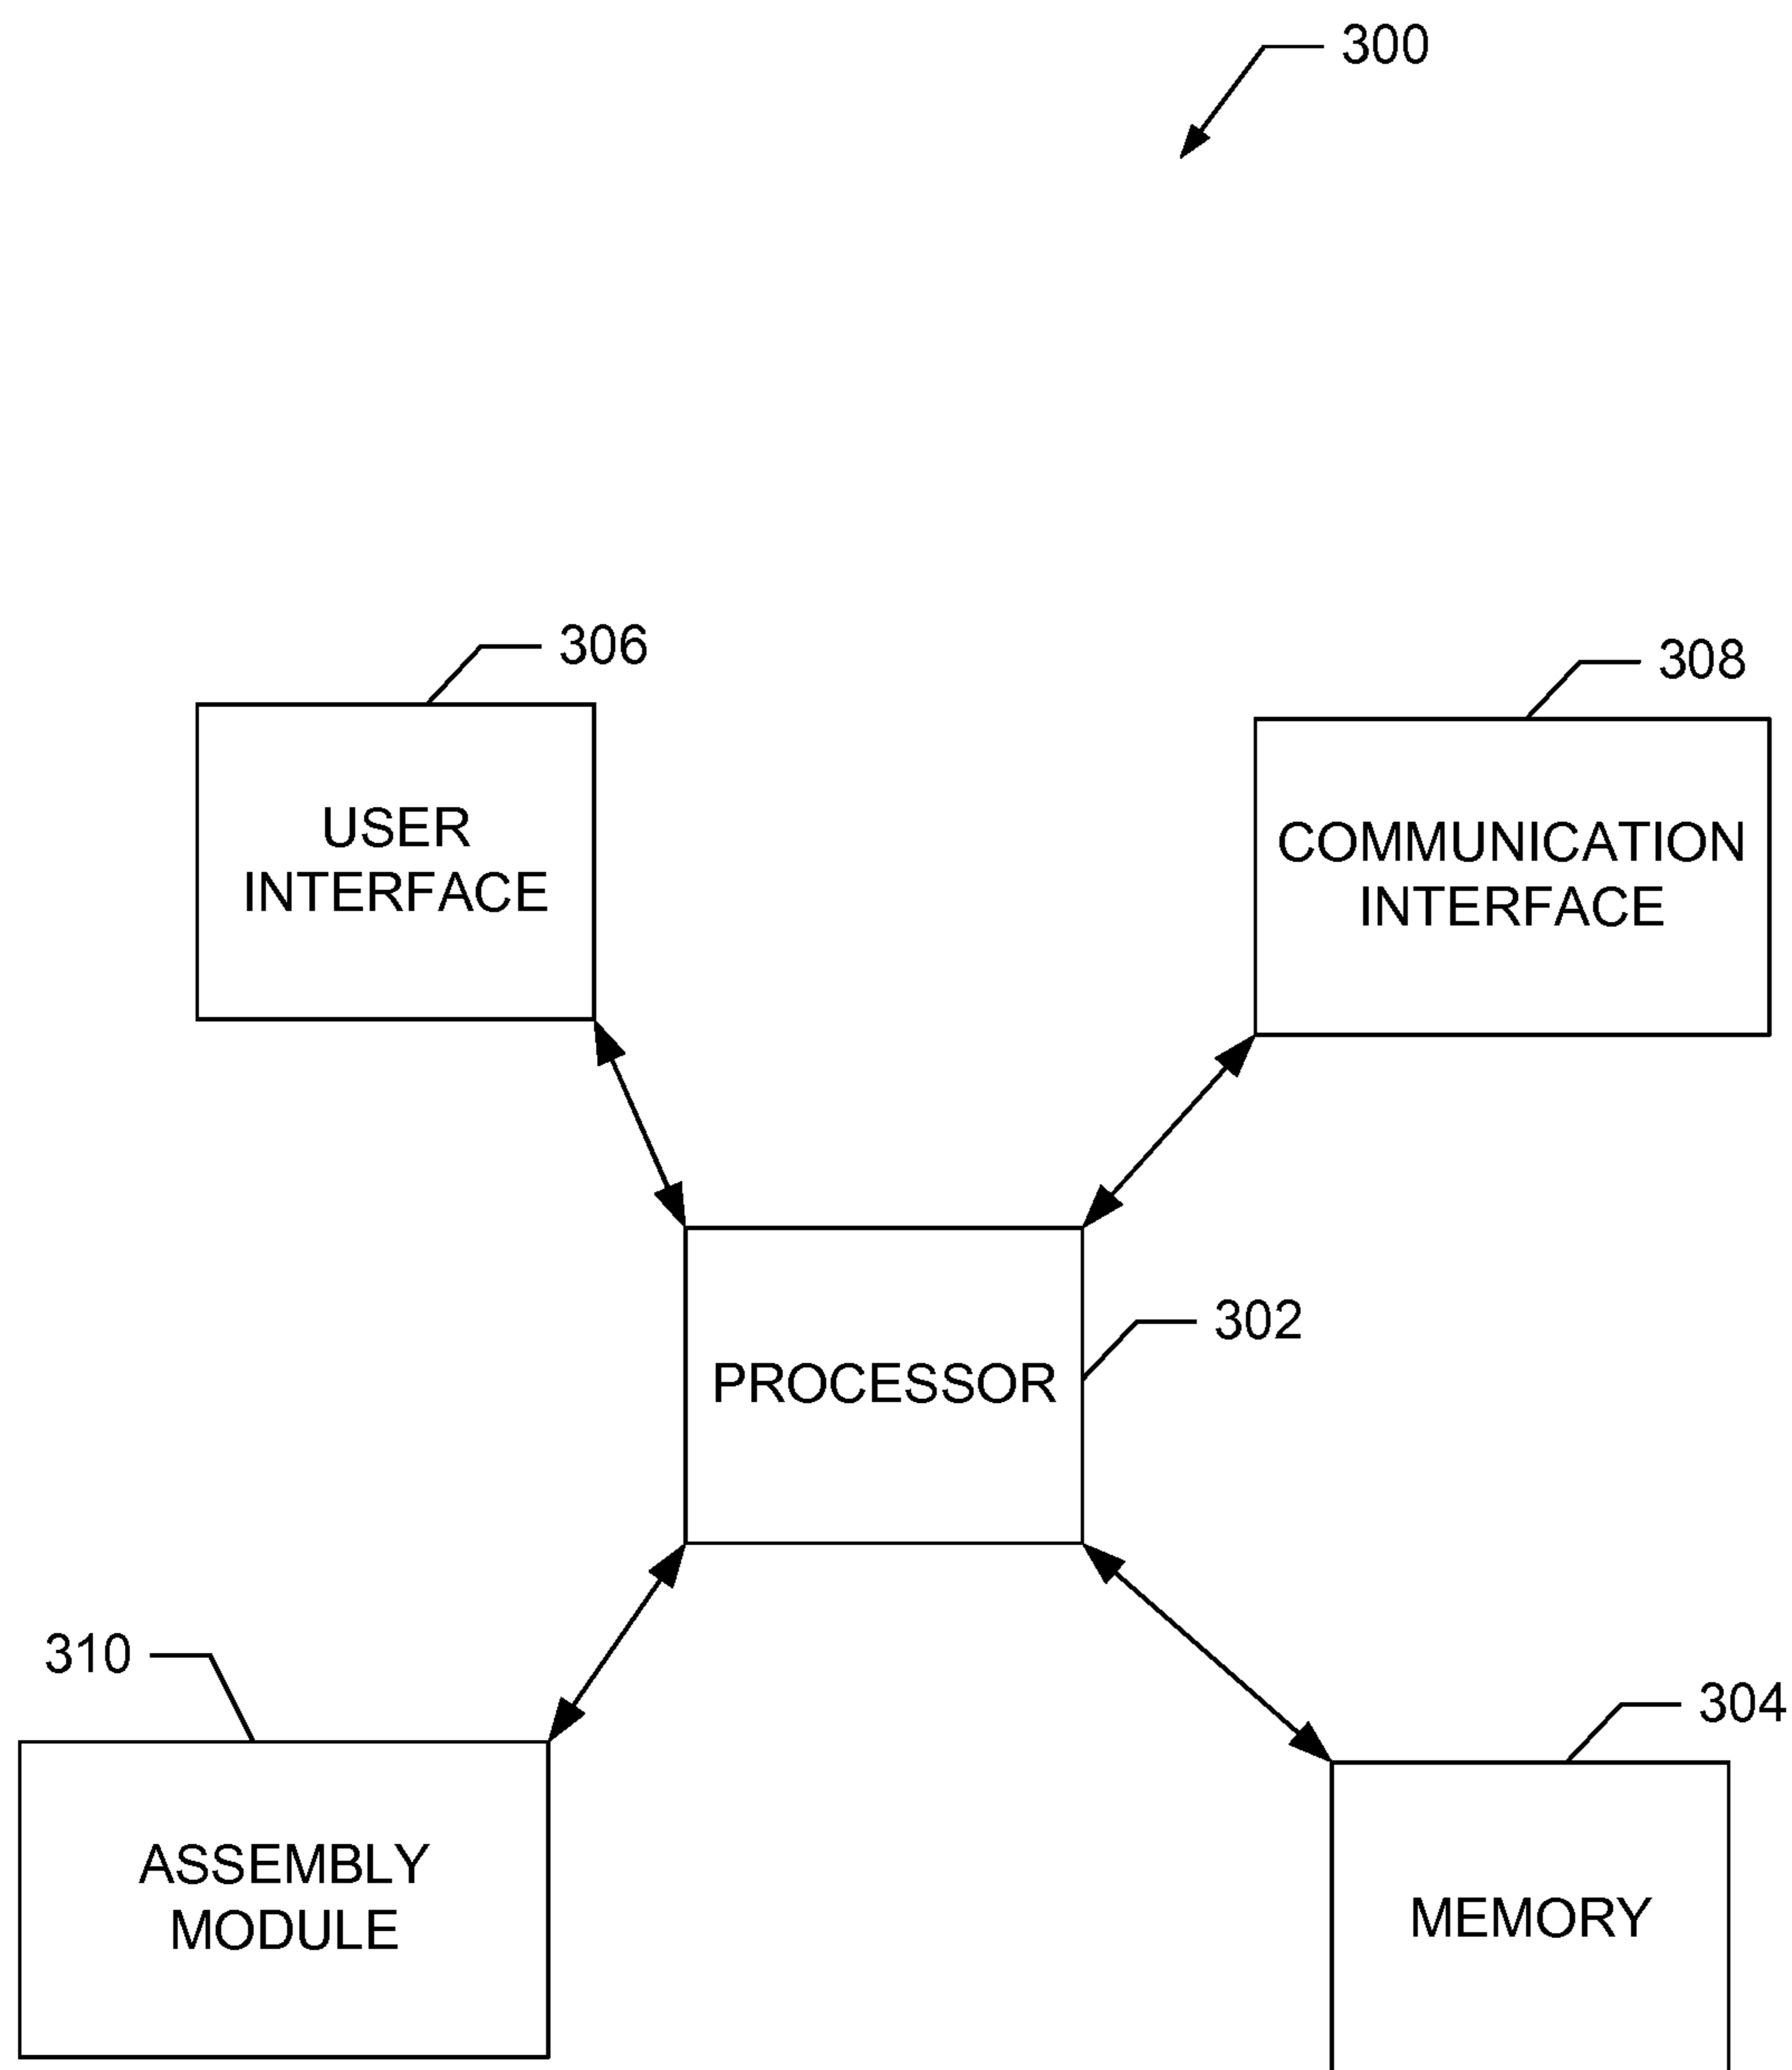 300
306
308
USER
INTERFACE
COMMUNICATION
INTERFACE
302
PROCESSOR
310
304
ASSEMBLY
MODULE
MEMORY